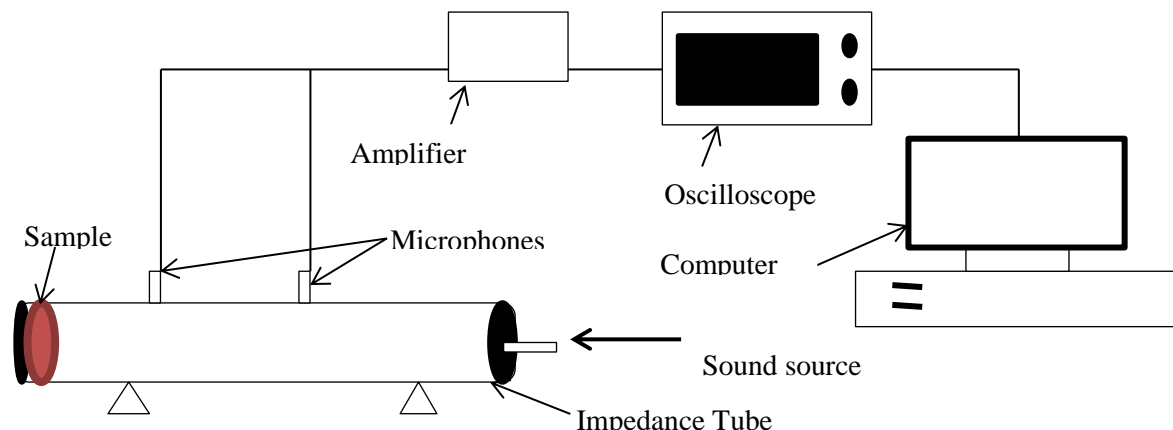 Amplifier
Oscilloscope
Sample
Microphones
Computer
Sound source
Impedance Tube